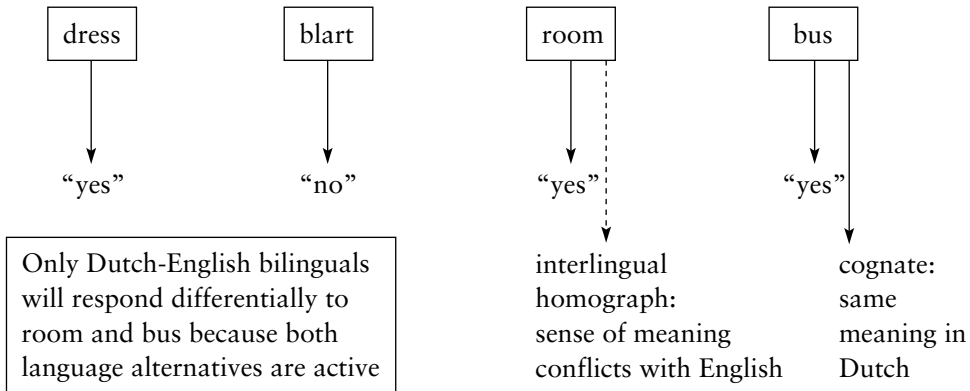 dress
blart
room
bus
“yes”
“no”
“yes”
“yes”
Only Dutch-English bilinguals
will respond differentially to
room and bus because both
language alternatives are active
interlingual
homograph:
sense of meaning
conflicts with English
cognate:
same
meaning in
Dutch